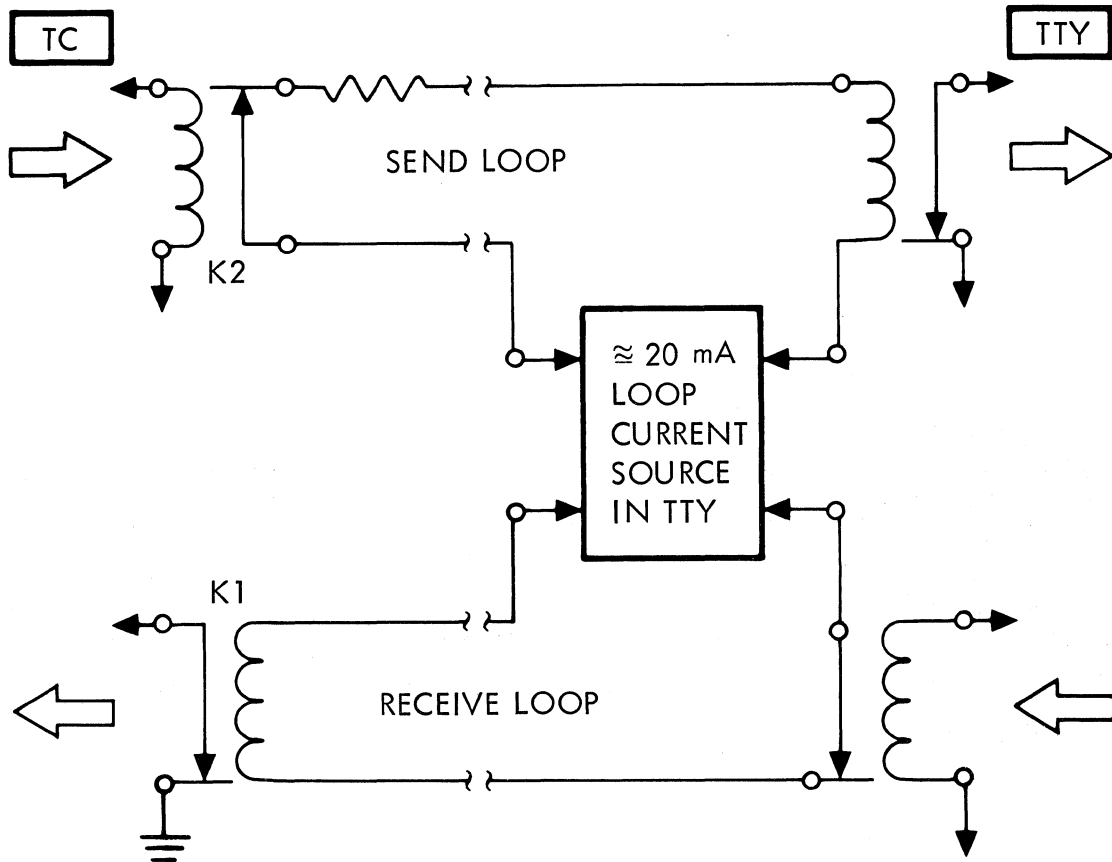 TC
TTY
SEND LOOP
K2
≅ 20 mA
LOOP
CURRENT
SOURCE
IN TTY
K1
RECEIVE LOOP